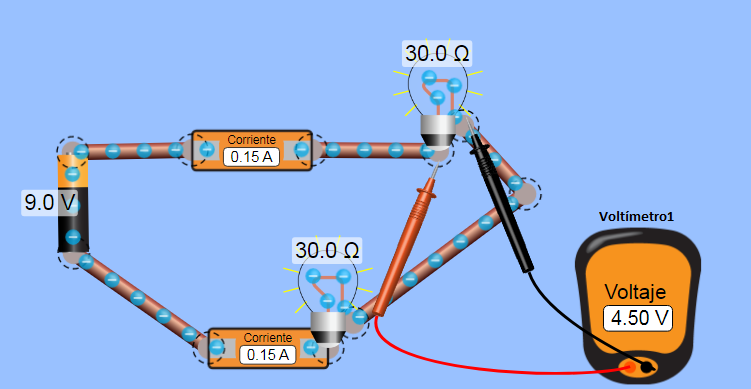 30.0 Ω
Corriente
0.15 A
9.0 V
Voltímetro1
30.0 Ω
Voltaje
4.50 V
Corriente
0.15 A